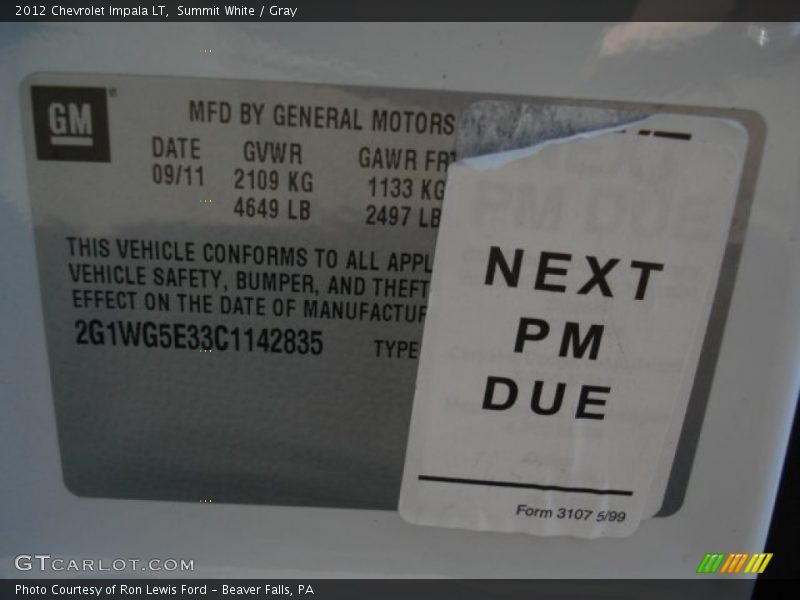 2012 Chevrolet Impala LT,  Summit White / Gray
GM
MFD BY GENERAL MOTORS
DATE GVWR GAWR FR
09/11 2109 KG 1133 KG
4649 LB 2497 LB
THIS VEHICLE CONFORMS TO ALL APPL
VEHICLE SAFETY, BUMPER, AND THEFT
EFFECT ON THE DATE OF MANUFACTUR
2G1WG5E33C1142835 TYPE
NEXT
PM
DUE
Form 3107 5/99
GTCARLOT.COM
Photo Courtesy of Ron Lewis Ford - Beaver Falls, PA